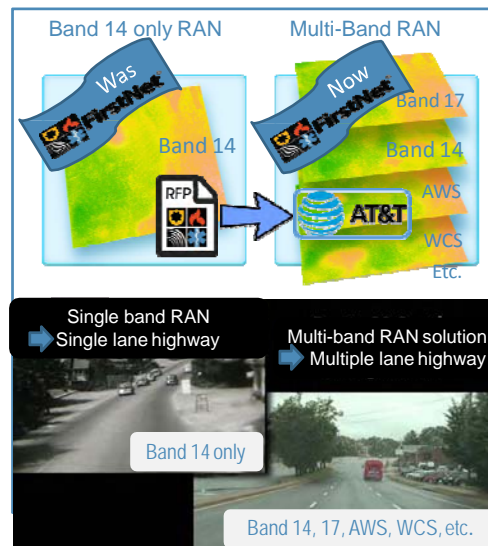 Band 14 only RAN
Multi-Band RAN
Was
FirstNet
Band 14
RFP
Now
FirstNet
Band 17
Band 14
AWS
AT&T
WCS
Etc.
Single band RAN
Single lane highway
Band 14 only
Multi-band RAN solution
Multiple lane highway
Band 14, 17, AWS, WCS, etc.